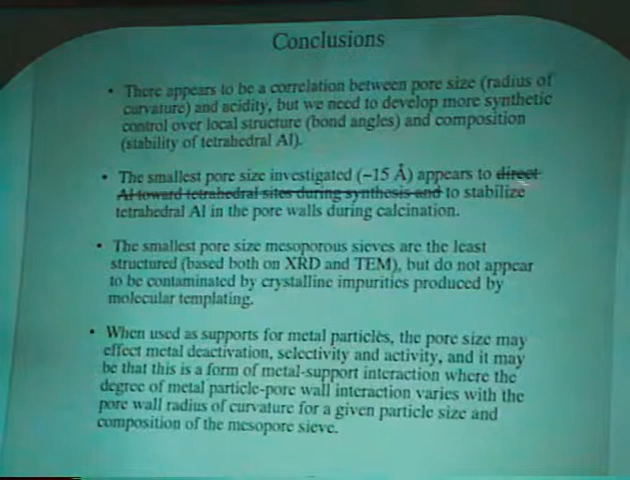 Conclusions
• There appears to be a correlation between pore size (radius of
curvature) and acidity, but we need to develop more synthetic
control over local structure (bond angles) and composition
(stability of tetrahedral Al).
• The smallest pore size investigated (~15 Å) appears to direct
Al toward tetrahedral sites during synthesis and to stabilize
tetrahedral Al in the pore walls during calcination.
• The smallest pore size mesoporous sieves are the least
structured (based both on XRD and TEM), but do not appear
to be contaminated by crystalline impurities produced by
molecular templating.
• When used as supports for metal particles, the pore size may
effect metal deactivation, selectivity and activity, and it may
be that this is a form of metal-support interaction where the
degree of metal particle-pore wall interaction varies with the
pore wall radius of curvature for a given particle size and
composition of the mesopore sieve.